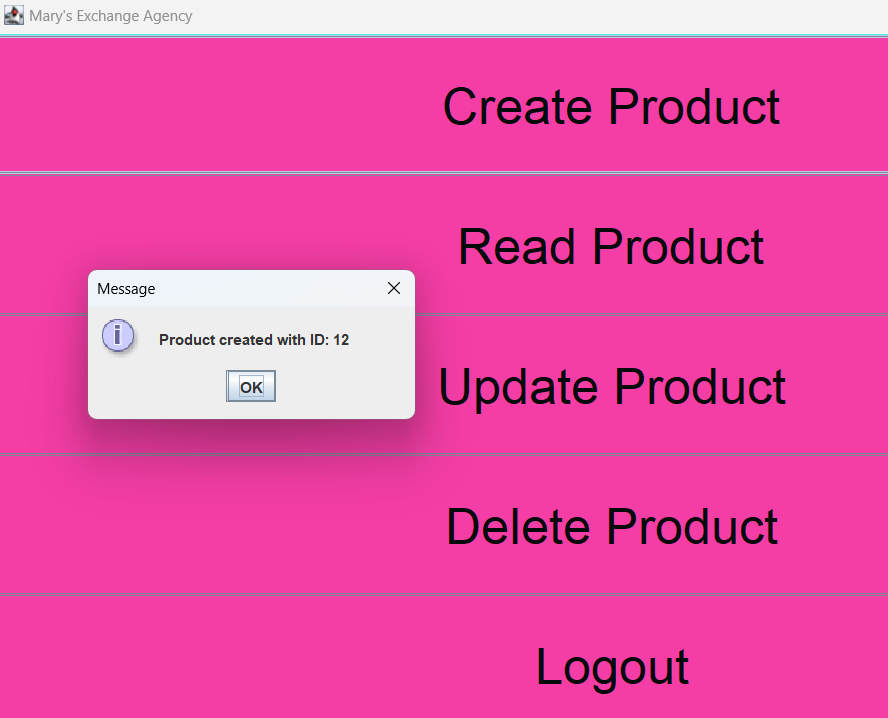 Mary's Exchange Agency
Create Product
Read Product
Message
Product created with ID: 12
OK
Update Product
Delete Product
Logout